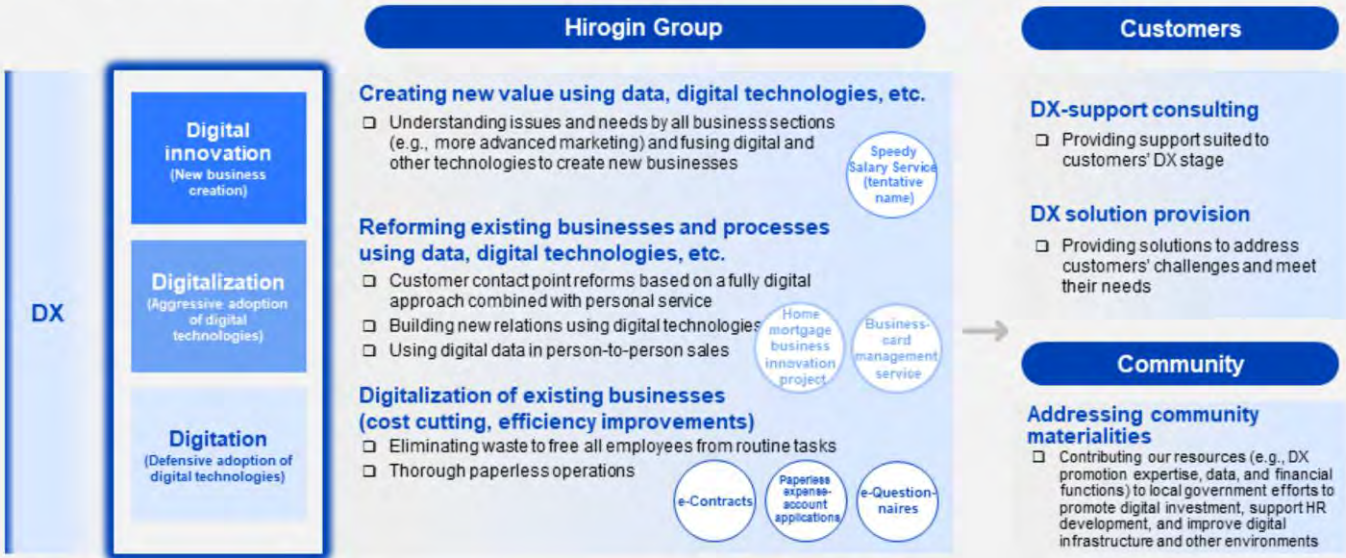 Hirogin Group
Customers
DX
Digital
innovation
(New business
creation)
Digitalization
(Aggressive adoption
of digital
technologies)
Digitation
(Defensive adoption of
digital technologies)
Creating new value using data, digital technologies, etc.
❑ Understanding issues and needs by all business sections
(e.g., more advanced marketing) and fusing digital and
other technologies to create new businesses
Speedy
Salary Service
(tentative
name)
Reforming existing businesses and processes
using data, digital technologies, etc.
❑ Customer contact point reforms based on a fully digital
approach combined with personal service
❑ Building new relations using digital technologies
❑ Using digital data in person-to-person sales
Home
mortgage
business
innovation
project
Business-
card
management
service
Digitalization of existing businesses
(cost cutting, efficiency improvements)
❑ Eliminating waste to free all employees from routine tasks
❑ Thorough paperless operations
e-Contracts
Paperless
expense-
account
applications
e-Question-
naires
→
DX-support consulting
❑ Providing support suited to
customers' DX stage
DX solution provision
❑ Providing solutions to address
customers' challenges and meet
their needs
Community
Addressing community
materialities
❑ Contributing our resources (e.g., DX
promotion expertise, data, and financial
functions) to local government efforts to
promote digital investment, support HR
development, and improve digital
infrastructure and other environments